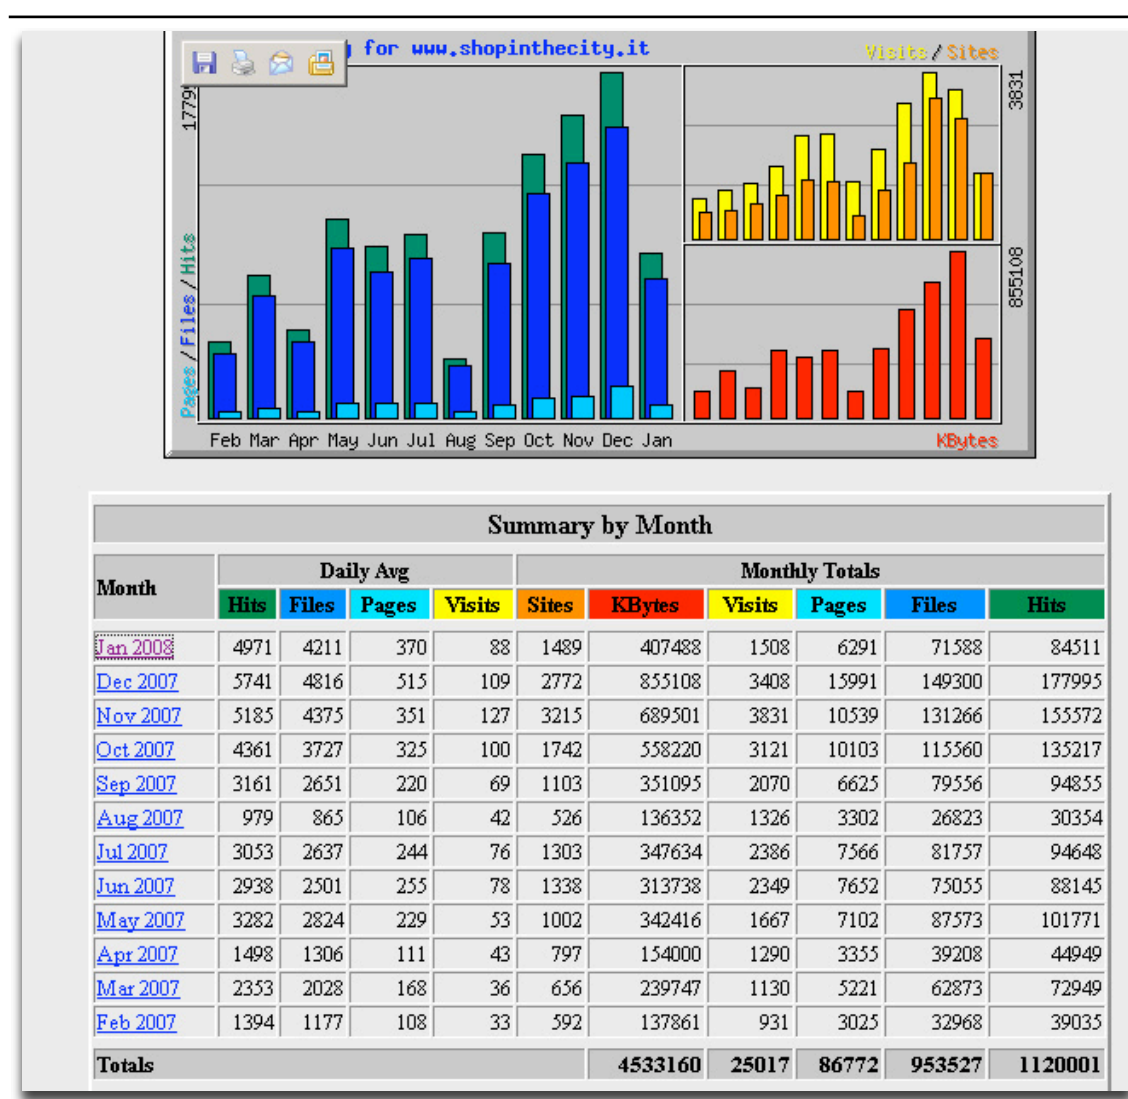 for www.shopinthecity.it
Visits / Sites
3831
Pages / Files / Hits
855108
Feb Mar Apr May Jun Jul Aug Sep Oct Nov Dec Jan
KBytes
Summary by Month
Month Daily Avg Monthly Totals
Hits Files Pages Visits Sites KBytes Visits Pages Files Hits
Jan 2008 4971 4211 370 88 1489 407488 1508 6291 71588 84511
Dec 2007 5741 4816 515 109 2772 855108 3408 15991 149300 177995
Nov 2007 5185 4375 351 127 3215 689501 3831 10539 131266 155572
Oct 2007 4361 3727 325 100 1742 558220 3121 10103 115560 135217
Sep 2007 3161 2651 220 69 1103 351095 2070 6625 79556 94855
Aug 2007 979 865 106 42 526 136352 1326 3302 26823 30354
Jul 2007 3053 2637 244 76 1303 347634 2386 7566 81757 94648
Jun 2007 2938 2501 255 78 1338 313738 2349 7652 75055 88145
May 2007 3282 2824 229 53 1002 342416 1667 7102 87573 101771
Apr 2007 1498 1306 111 43 797 154000 1290 3355 39208 44949
Mar 2007 2353 2028 168 36 656 239747 1130 5221 62873 72949
Feb 2007 1394 1177 108 33 592 137861 931 3025 32968 39035
Totals 4533160 25017 86772 953527 1120001